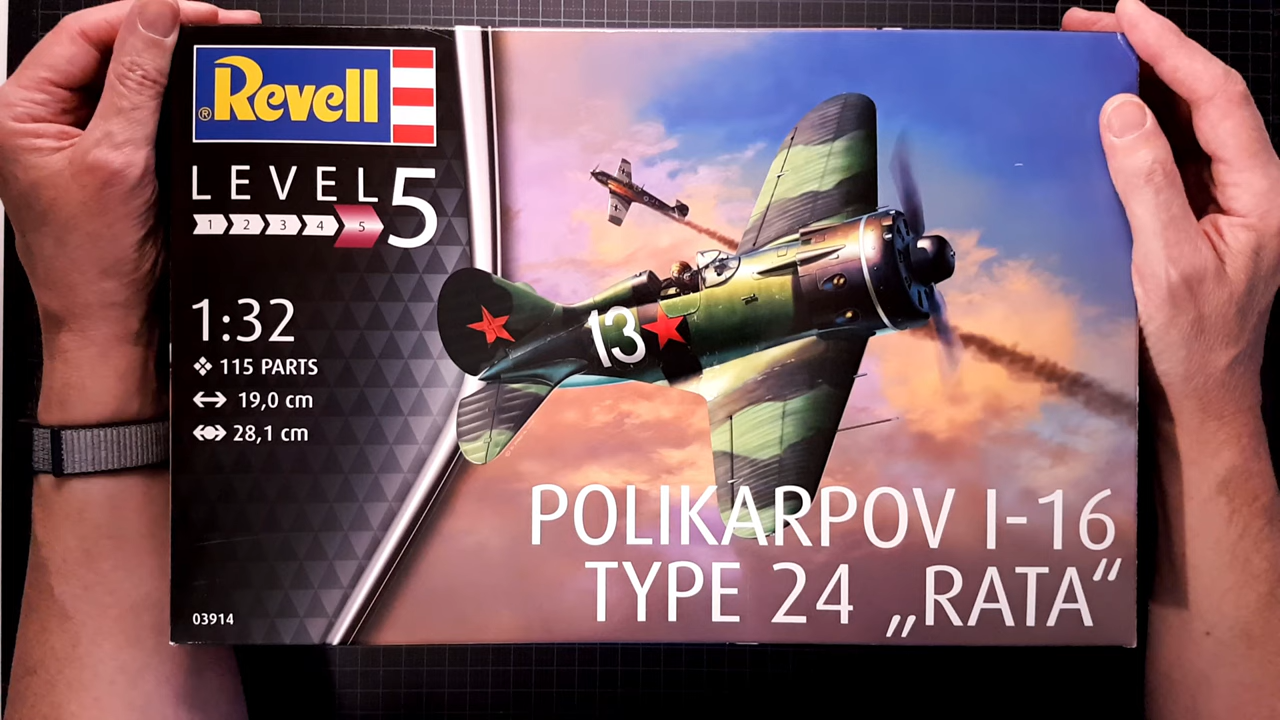 ® Revell
LEVEL 5
1 2 3 4 5
1:32
115 PARTS
19,0 cm
28,1 cm
13
POLIKARPOV I-16
TYPE 24 „RATA“
03914